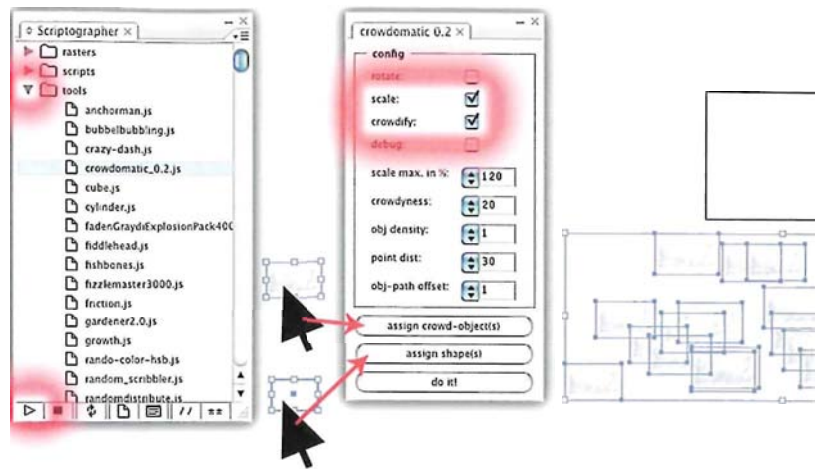 Scriptographer ×
rasters
scripts
tools
anchorman.js
bubbelbubbling.js
crazy-dash.js
crowdomatic_0.2.js
cube.js
cylinder.js
fadenGraydiExplosionPack400
fiddlehead.js
fishbones.js
fizzlemaster3000.js
friction.js
gardener2.0.js
growth.js
rando-color-hsb.js
random_scribbler.js
randomdistribute.js
crowdomatic 0.2 ×
config
rotate:
scale:
crowdify:
debug:
scale max. in %: 120
crowdyness: 20
obj density: 1
point dist: 30
obj-path offset: 1
assign crowd-object(s)
assign shape(s)
do it!